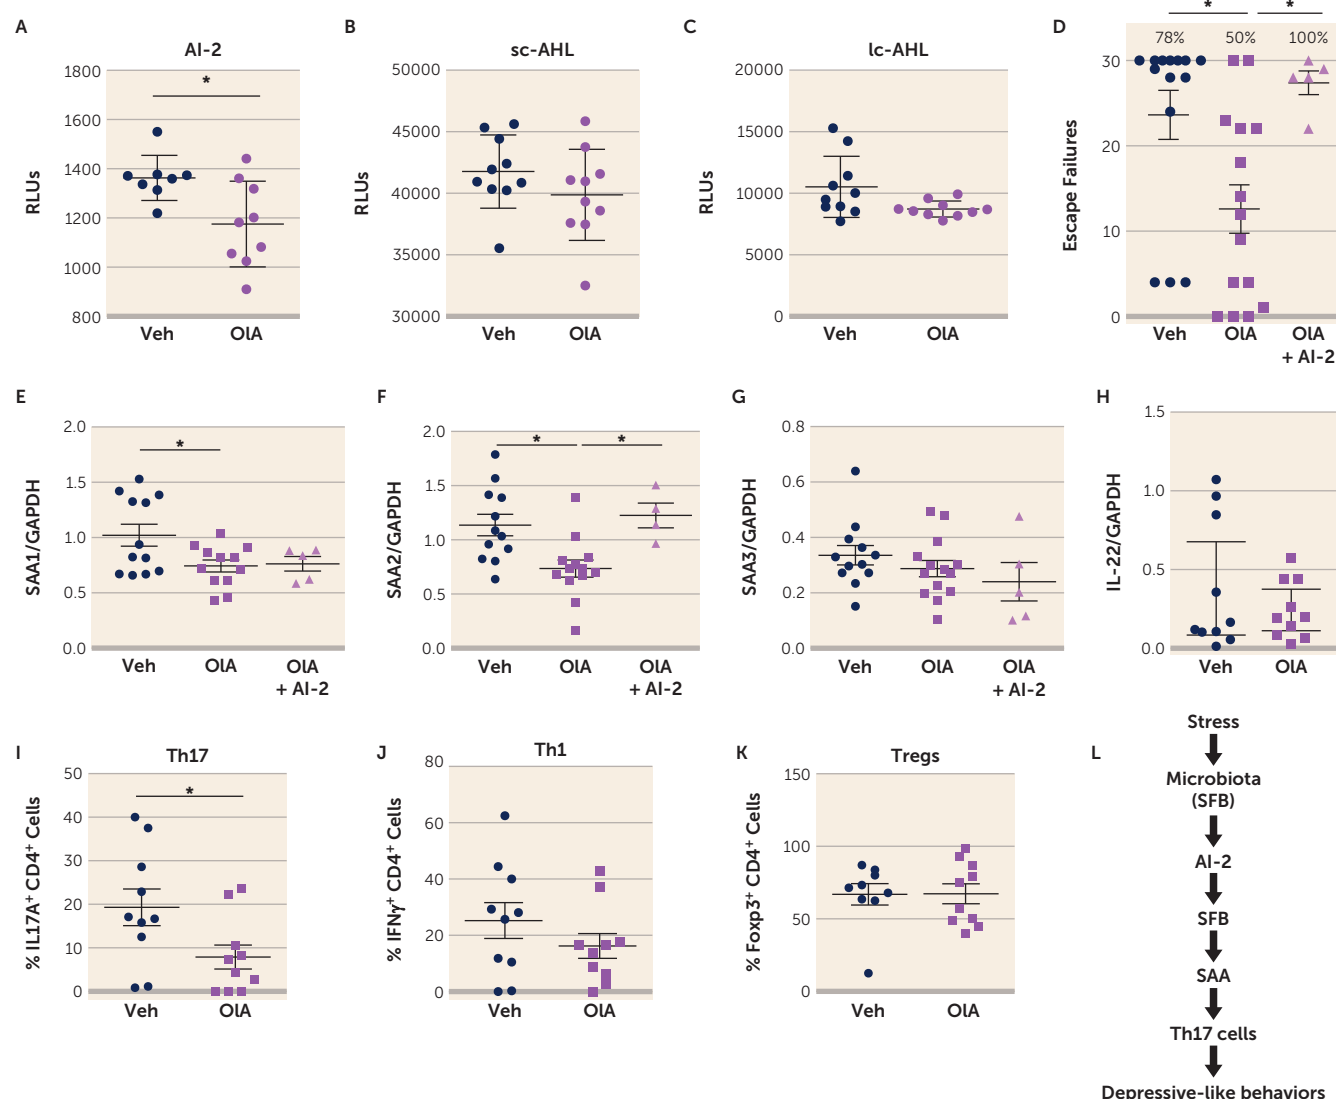 A
AI-2
*
1800
1600
1400
1200
1000
800
RLUs
Veh
OlA
B
sc-AHL
50000
45000
40000
35000
30000
RLUs
Veh
OlA
C
lc-AHL
20000
15000
10000
5000
0
RLUs
Veh
OlA
D
*
*
78%
50%
100%
30
20
10
0
Escape Failures
Veh
OlA
OlA
+ AI-2
E
*
2.0
1.5
1.0
0.5
0.0
SAA1/GAPDH
Veh
OlA
OlA
+ AI-2
F
*
*
2.0
1.5
1.0
0.5
0.0
SAA2/GAPDH
Veh
OlA
OlA
+ AI-2
G
0.8
0.6
0.4
0.2
0.0
SAA3/GAPDH
Veh
OlA
OlA
+ AI-2
H
1.5
1.0
0.5
0.0
IL-22/GAPDH
Veh
OlA
I
Th17
*
50
40
30
20
10
0
% IL17A⁺ CD4⁺ Cells
Veh
OlA
J
Th1
80
60
40
20
0
% IFNγ⁺ CD4⁺ Cells
Veh
OlA
K
Tregs
150
100
50
0
% Foxp3⁺ CD4⁺ Cells
Veh
OlA
L
Stress
Microbiota
(SFB)
AI-2
SFB
SAA
Th17 cells
Depressive-like behaviors